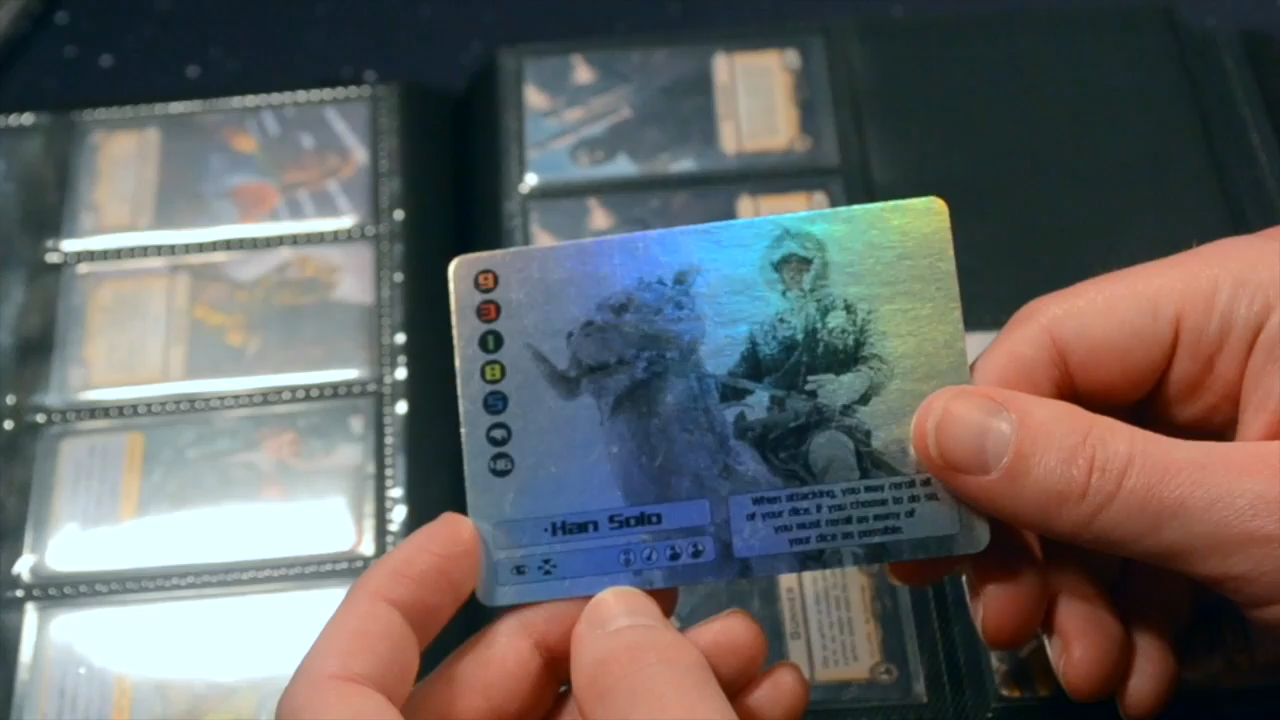 9
3
1
8
5
46
·Han Solo
When attacking, you may reroll all
of your dice. If you choose to do so,
you must reroll as many of
your dice as possible.
BUNKER